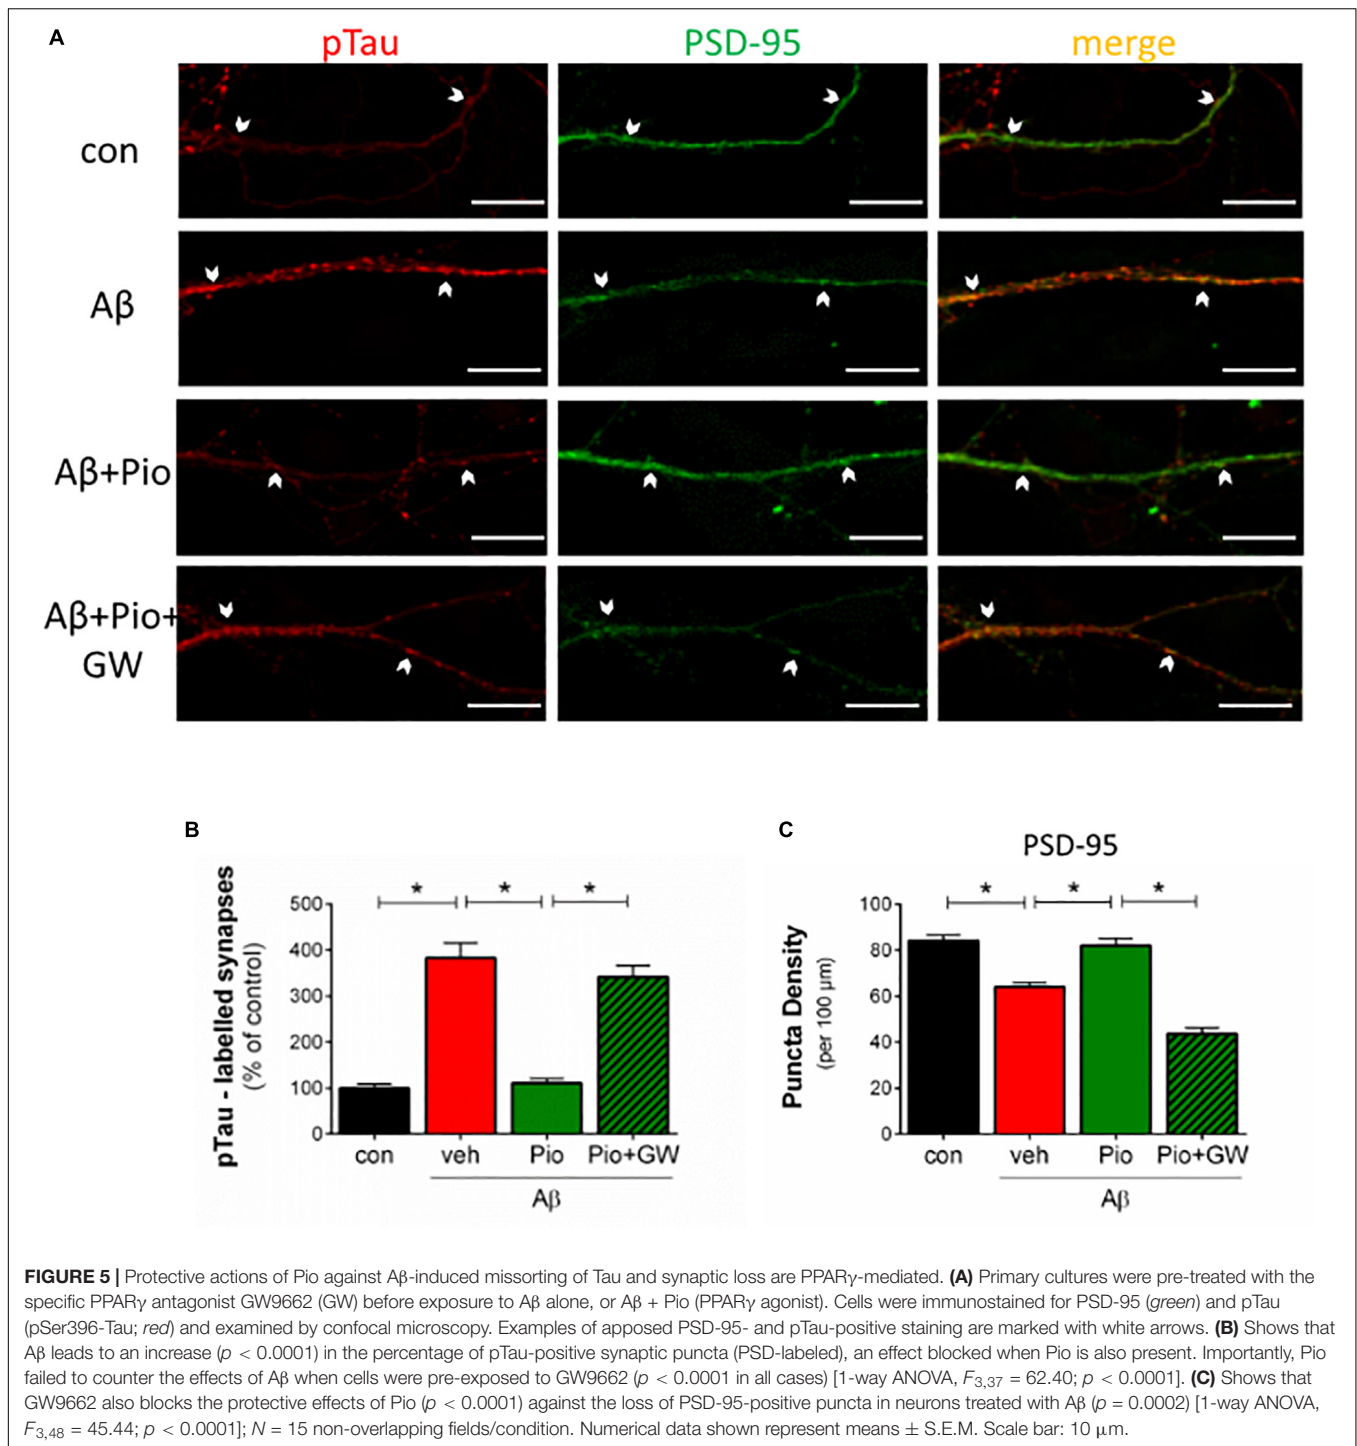 A
pTau PSD-95 merge
con
Aβ
Aβ+Pio
Aβ+Pio+
GW
B
pTau - labelled synapses
(% of control)
500
400
300
200
100
0
* * *
con veh Pio Pio+GW
Aβ
C
PSD-95
Puncta Density
(per 100 μm)
100
80
60
40
20
0
* * *
con veh Pio Pio+GW
Aβ
FIGURE 5 | Protective actions of Pio against Aβ-induced missorting of Tau and synaptic loss are PPARγ-mediated. (A) Primary cultures were pre-treated with the
specific PPARγ antagonist GW9662 (GW) before exposure to Aβ alone, or Aβ + Pio (PPARγ agonist). Cells were immunostained for PSD-95 (green) and pTau
(pSer396-Tau; red) and examined by confocal microscopy. Examples of apposed PSD-95- and pTau-positive staining are marked with white arrows. (B) Shows that
Aβ leads to an increase (p < 0.0001) in the percentage of pTau-positive synaptic puncta (PSD-labeled), an effect blocked when Pio is also present. Importantly, Pio
failed to counter the effects of Aβ when cells were pre-exposed to GW9662 (p < 0.0001 in all cases) [1-way ANOVA, F3,37 = 62.40; p < 0.0001]. (C) Shows that
GW9662 also blocks the protective effects of Pio (p < 0.0001) against the loss of PSD-95-positive puncta in neurons treated with Aβ (p = 0.0002) [1-way ANOVA,
F3,48 = 45.44; p < 0.0001]; N = 15 non-overlapping fields/condition. Numerical data shown represent means ± S.E.M. Scale bar: 10 μm.